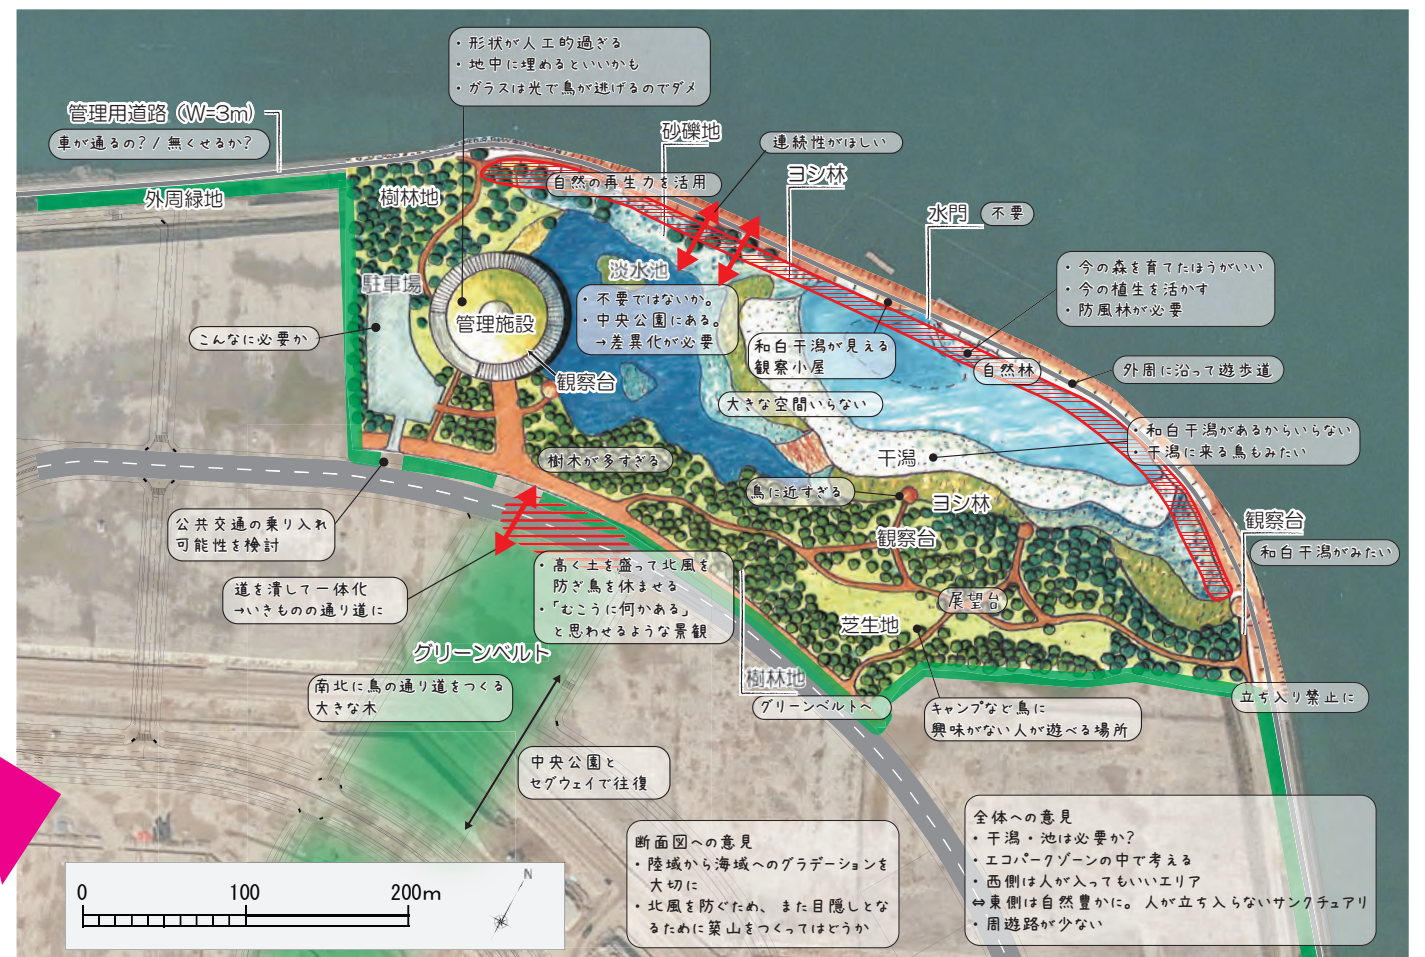 ・形状が人工的過ぎる
・地中に埋めるといいかも
・ガラスは光で鳥が逃げるのでダメ
管理用道路（W=3m）
車が通るの？/ 無くせるか？
砂礫地
連続性がほしい
外周緑地
樹林地
自然の再生力を活用
ヨシ林
水門
不要
淡水池
・不要ではないか。
・中央公園にある。
→差異化が必要
・今の森を育てたほうがいい
・今の植生を活かす
・防風林が必要
駐車場
こんなに必要か
管理施設
観察台
和白干潟が見える
観察小屋
自然林
外周に沿って遊歩道
大きな空間いらない
・和白干潟があるからいらない
・干潟に来る鳥もみたい
干潟
樹木が多すぎる
鳥に近すぎる
ヨシ林
観察台
観察台
和白干潟がみたい
公共交通の乗り入れ
可能性を検討
道を潰して一体化
→いきものの通り道に
・高く土を盛って北風を
防ぎ鳥を休ませる
・「むこうに何かある」
と思わせるような景観
展望台
芝生地
グリーンベルト
南北に鳥の通り道をつくる
大きな木
樹林地
グリーンベルトへ
キャンプなど鳥に
興味がない人が遊べる場所
立ち入り禁止に
中央公園と
セグウェイで往復
断面図への意見
・陸域から海域へのグラデーションを
大切に
・北風を防ぐため、また目隠しとな
るために築山をつくってはどうか
全体への意見
・干潟・池は必要か？
・エコパークゾーンの中で考える
・西側は人が入ってもいいエリア
⇔東側は自然豊かに。人が立ち入らないサンクチュアリ
・周遊路が少ない
0 100 200m
N